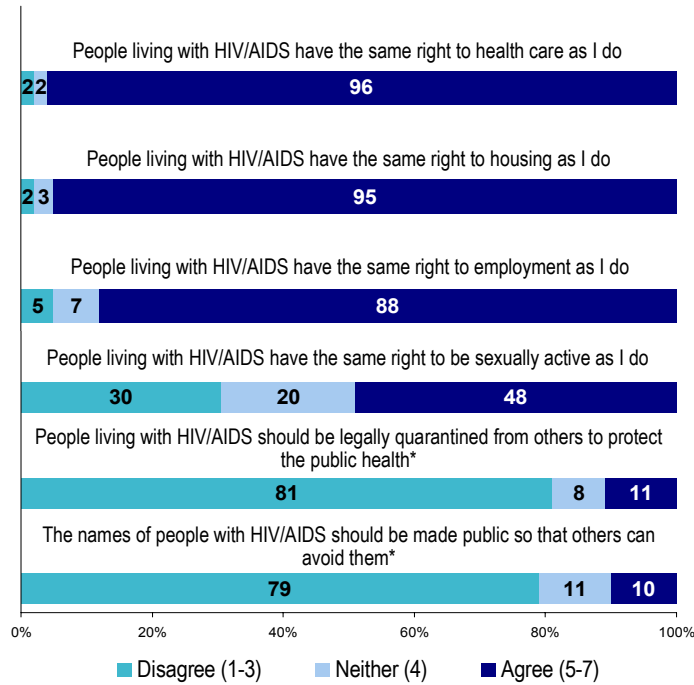 People living with HIV/AIDS have the same right to health care as I do
2 2 96
People living with HIV/AIDS have the same right to housing as I do
2 3 95
People living with HIV/AIDS have the same right to employment as I do
5 7 88
People living with HIV/AIDS have the same right to be sexually active as I do
30 20 48
People living with HIV/AIDS should be legally quarantined from others to protect
the public health*
81 8 11
The names of people with HIV/AIDS should be made public so that others can
avoid them*
79 11 10
0% 20% 40% 60% 80% 100%
Disagree (1-3) Neither (4) Agree (5-7)